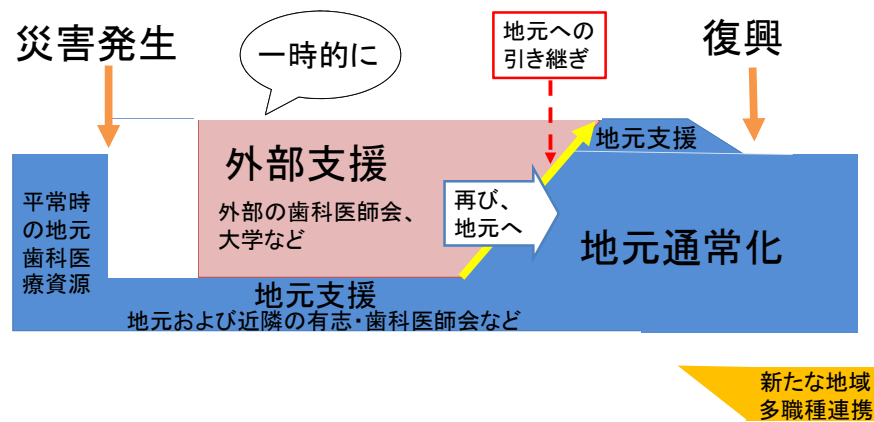 災害発生
一時的に
地元への
引き継ぎ
復興
地元支援
外部支援
外部の歯科医師会、
大学など
平常時
の地元
歯科医
療資源
再び、
地元へ
地元通常化
地元支援
地元および近隣の有志・歯科医師会など
新たな地域
多職種連携